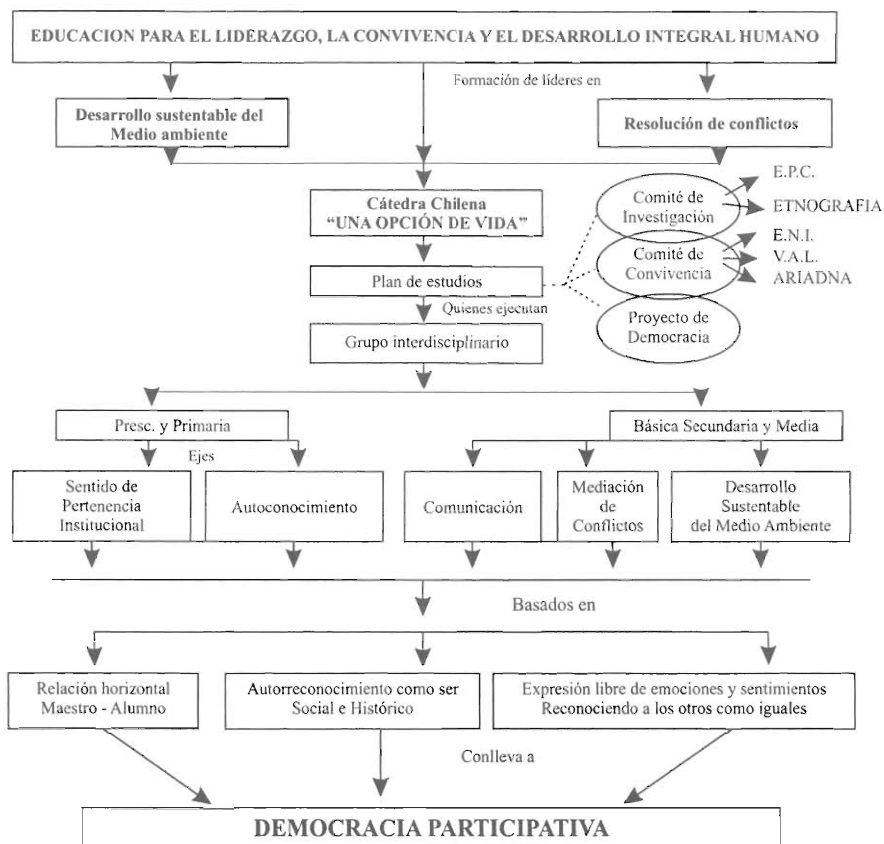 EDUCACION PARA EL LIDERAZGO, LA CONVIVENCIA Y EL DESARROLLO INTEGRAL HUMANO
Formación de líderes en
Desarrollo sustentable del
Medio ambiente
Resolución de conflictos
Cátedra Chilena
“UNA OPCIÓN DE VIDA”
Comité de
Investigación
E.P.C.
ETNOGRAFIA
Plan de estudios
Comité de
Convivencia
E.N.I.
V.A.L.
ARIADNA
Quienes ejecutan
Proyecto de
Democracia
Grupo interdisciplinario
Presc. y Primaria
Básica Secundaria y Media
Ejes
Sentido de
Pertenencia
Institucional
Autoconocimiento
Comunicación
Mediación
de
Conflictos
Desarrollo
Sustentable
del Medio Ambiente
Basados en
Relación horizontal
Maestro - Alumno
Autorreconocimiento como ser
Social e Histórico
Expresión libre de emociones y sentimientos
Reconociendo a los otros como iguales
Conlleva a
DEMOCRACIA PARTICIPATIVA